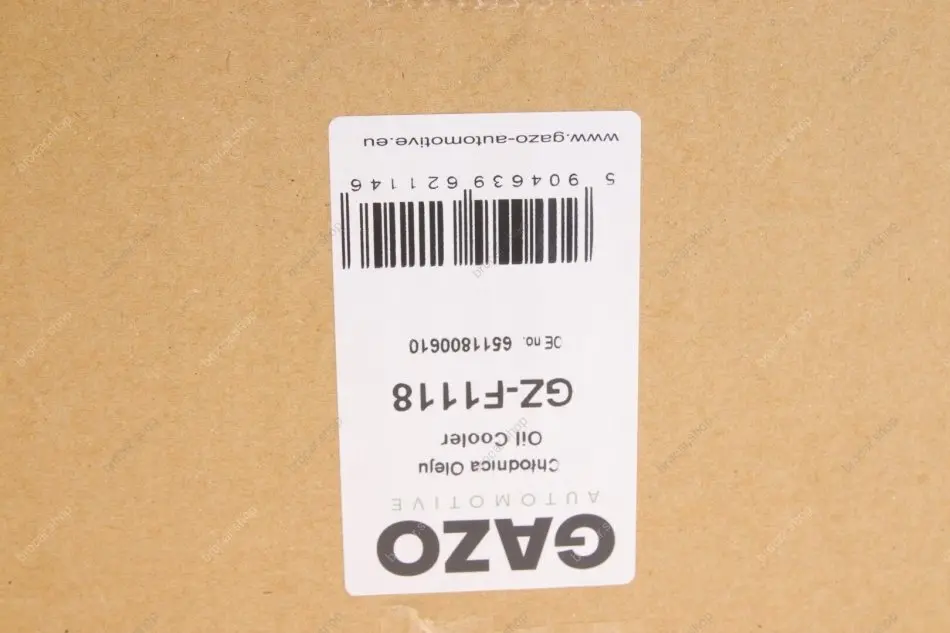 GAZO
AUTOMOTIVE
Chłodnica Oleju
Oil Cooler
GZ-F1118
OE no. 6511800610
5 904639 621146
www.gazo-automotive.eu